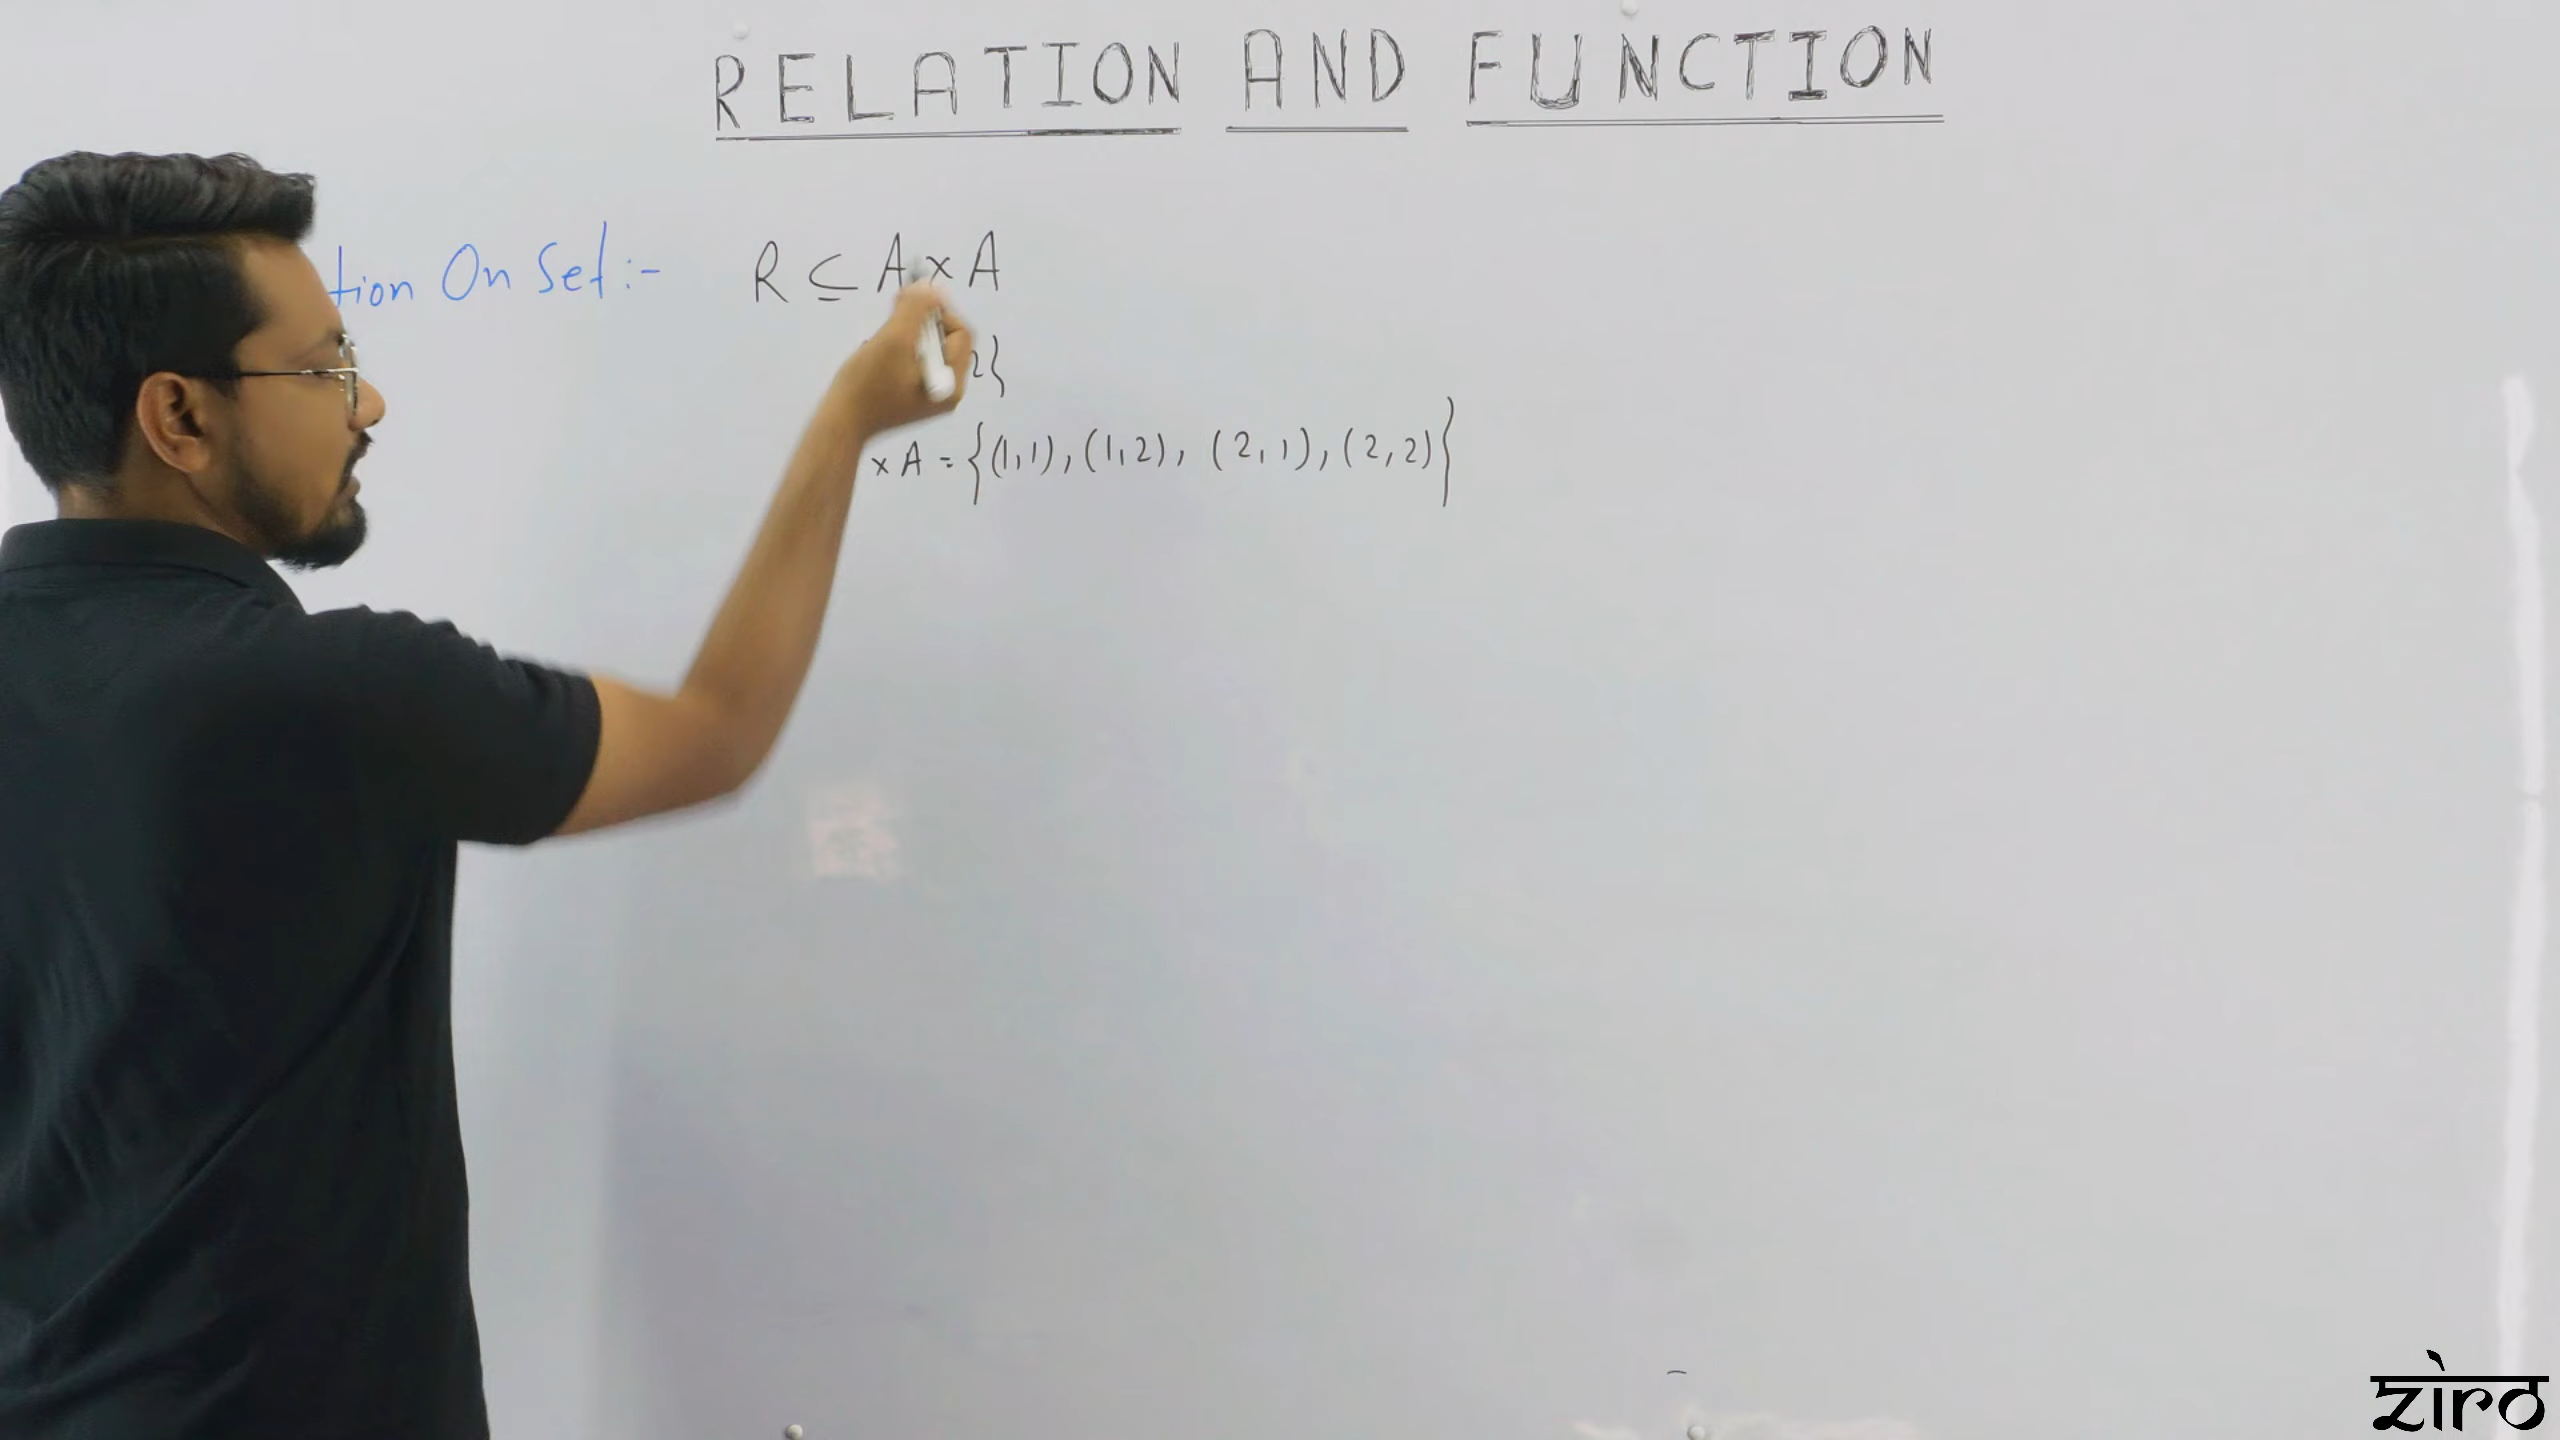 RELATION AND FUNCTION
tion On Set:- R ⊆ A × A
2}
× A = {(1,1), (1,2), (2,1), (2,2)}
ziro